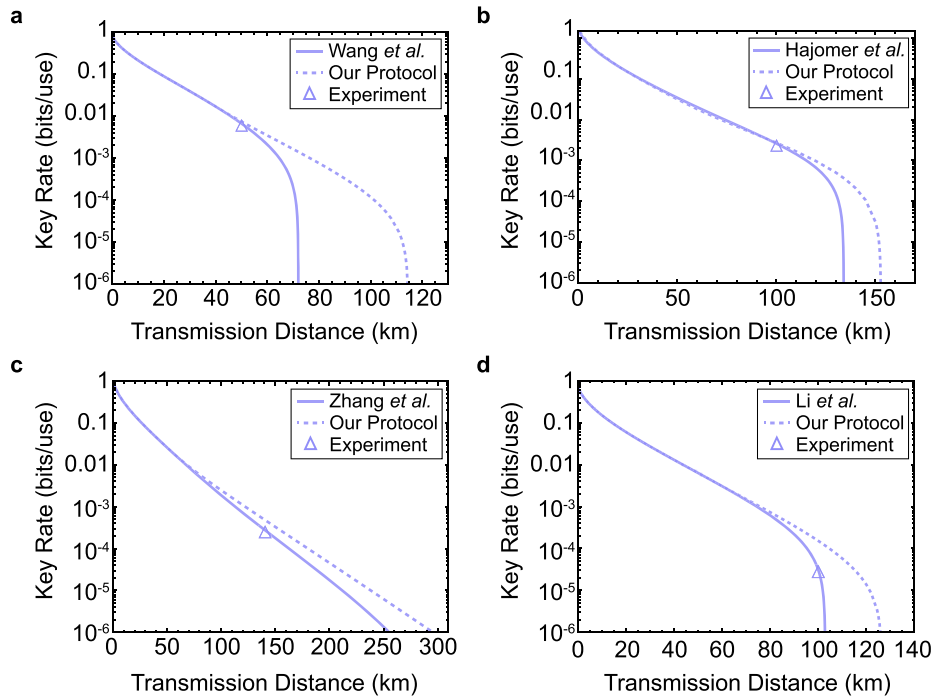 a
Key Rate (bits/use)
1
0.1
0.01
10-3
10-4
10-5
10-6
0
20
40
60
80
100
120
Transmission Distance (km)
Wang et al.
Our Protocol
Experiment
b
Key Rate (bits/use)
1
0.1
0.01
10-3
10-4
10-5
10-6
0
50
100
150
Transmission Distance (km)
Hajomer et al.
Our Protocol
Experiment
c
Key Rate (bits/use)
1
0.1
0.01
10-3
10-4
10-5
10-6
0
50
100
150
200
250
300
Transmission Distance (km)
Zhang et al.
Our Protocol
Experiment
d
Key Rate (bits/use)
1
0.1
0.01
10-3
10-4
10-5
10-6
0
20
40
60
80
100
120
140
Transmission Distance (km)
Li et al.
Our Protocol
Experiment